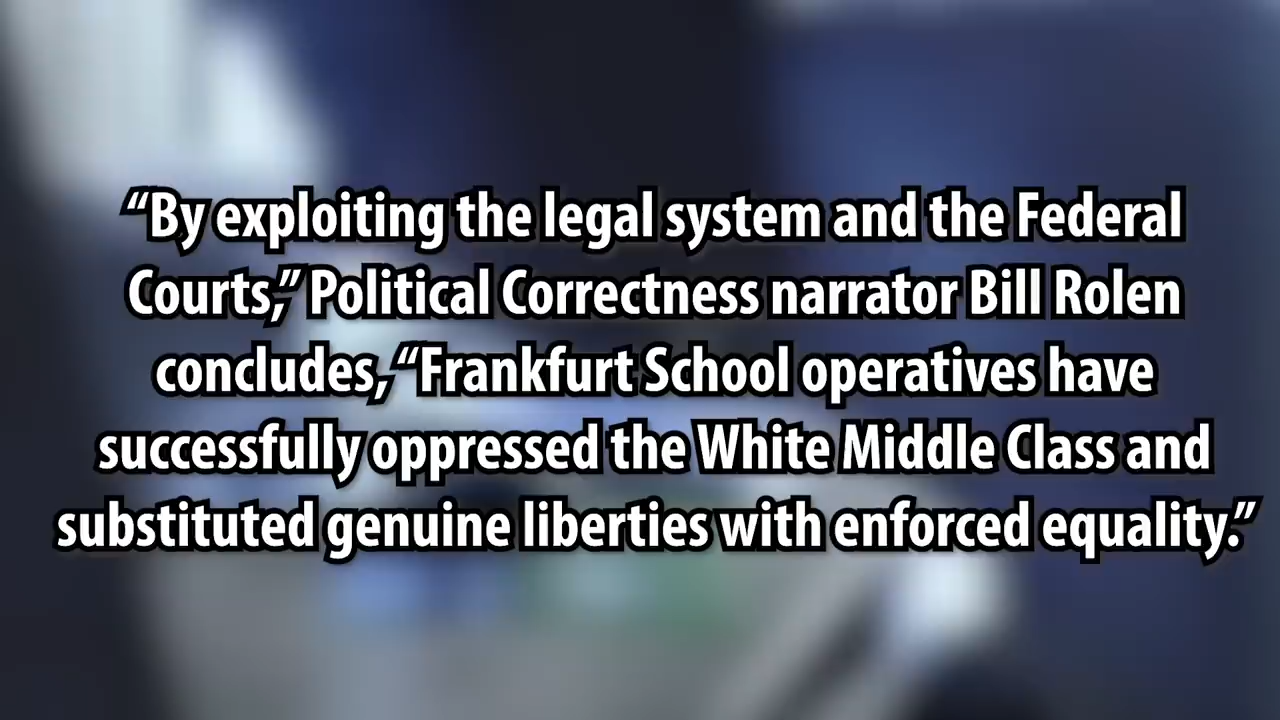 “By exploiting the legal system and the Federal
Courts,” Political Correctness narrator Bill Rolen
concludes, “Frankfurt School operatives have
successfully oppressed the White Middle Class and
substituted genuine liberties with enforced equality.”